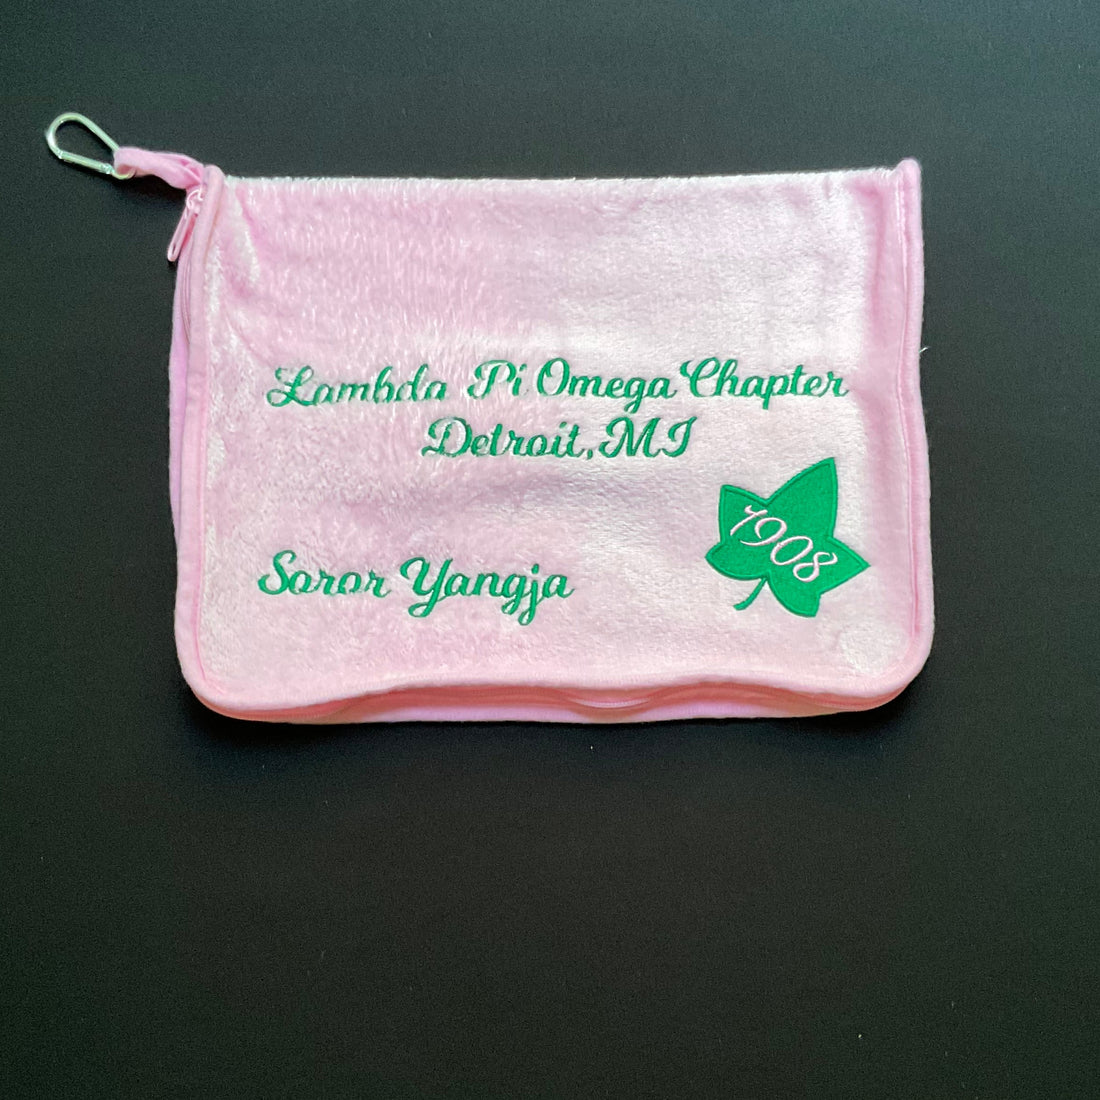 Lambda Pi Omega Chapter
Detroit, MI
1908
Soror Yangja